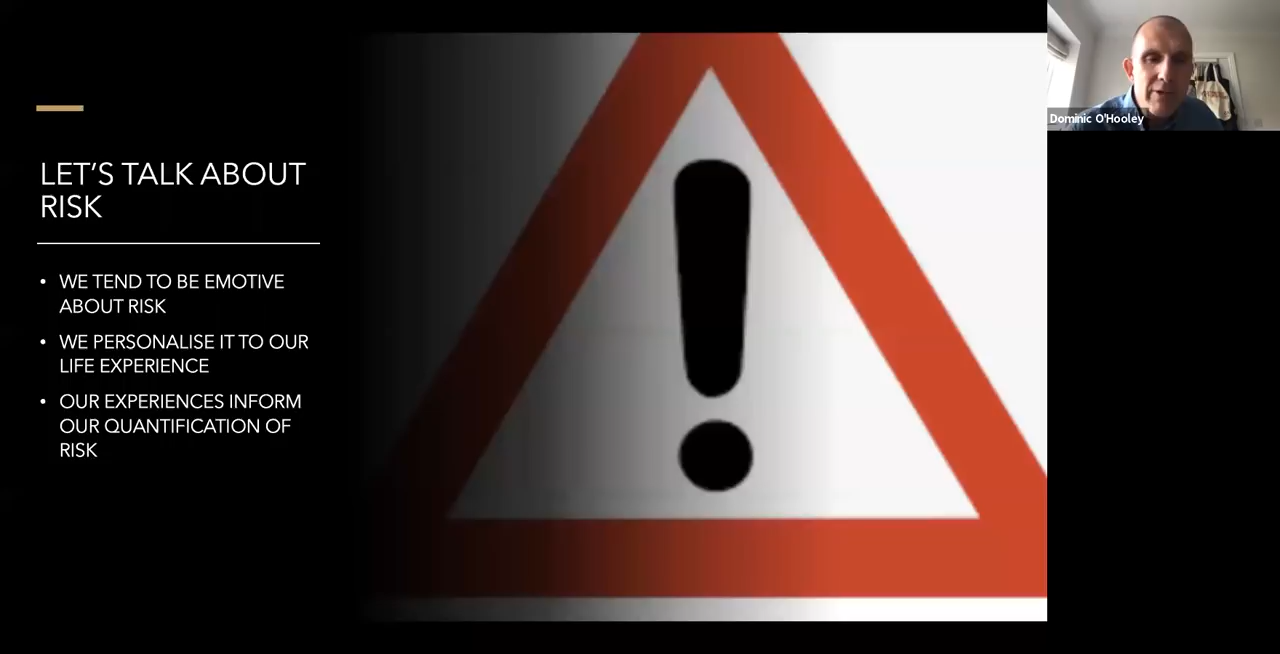 LET’S TALK ABOUT
RISK
• WE TEND TO BE EMOTIVE
ABOUT RISK
• WE PERSONALISE IT TO OUR
LIFE EXPERIENCE
• OUR EXPERIENCES INFORM
OUR QUANTIFICATION OF
RISK
Dominic O'Hooley